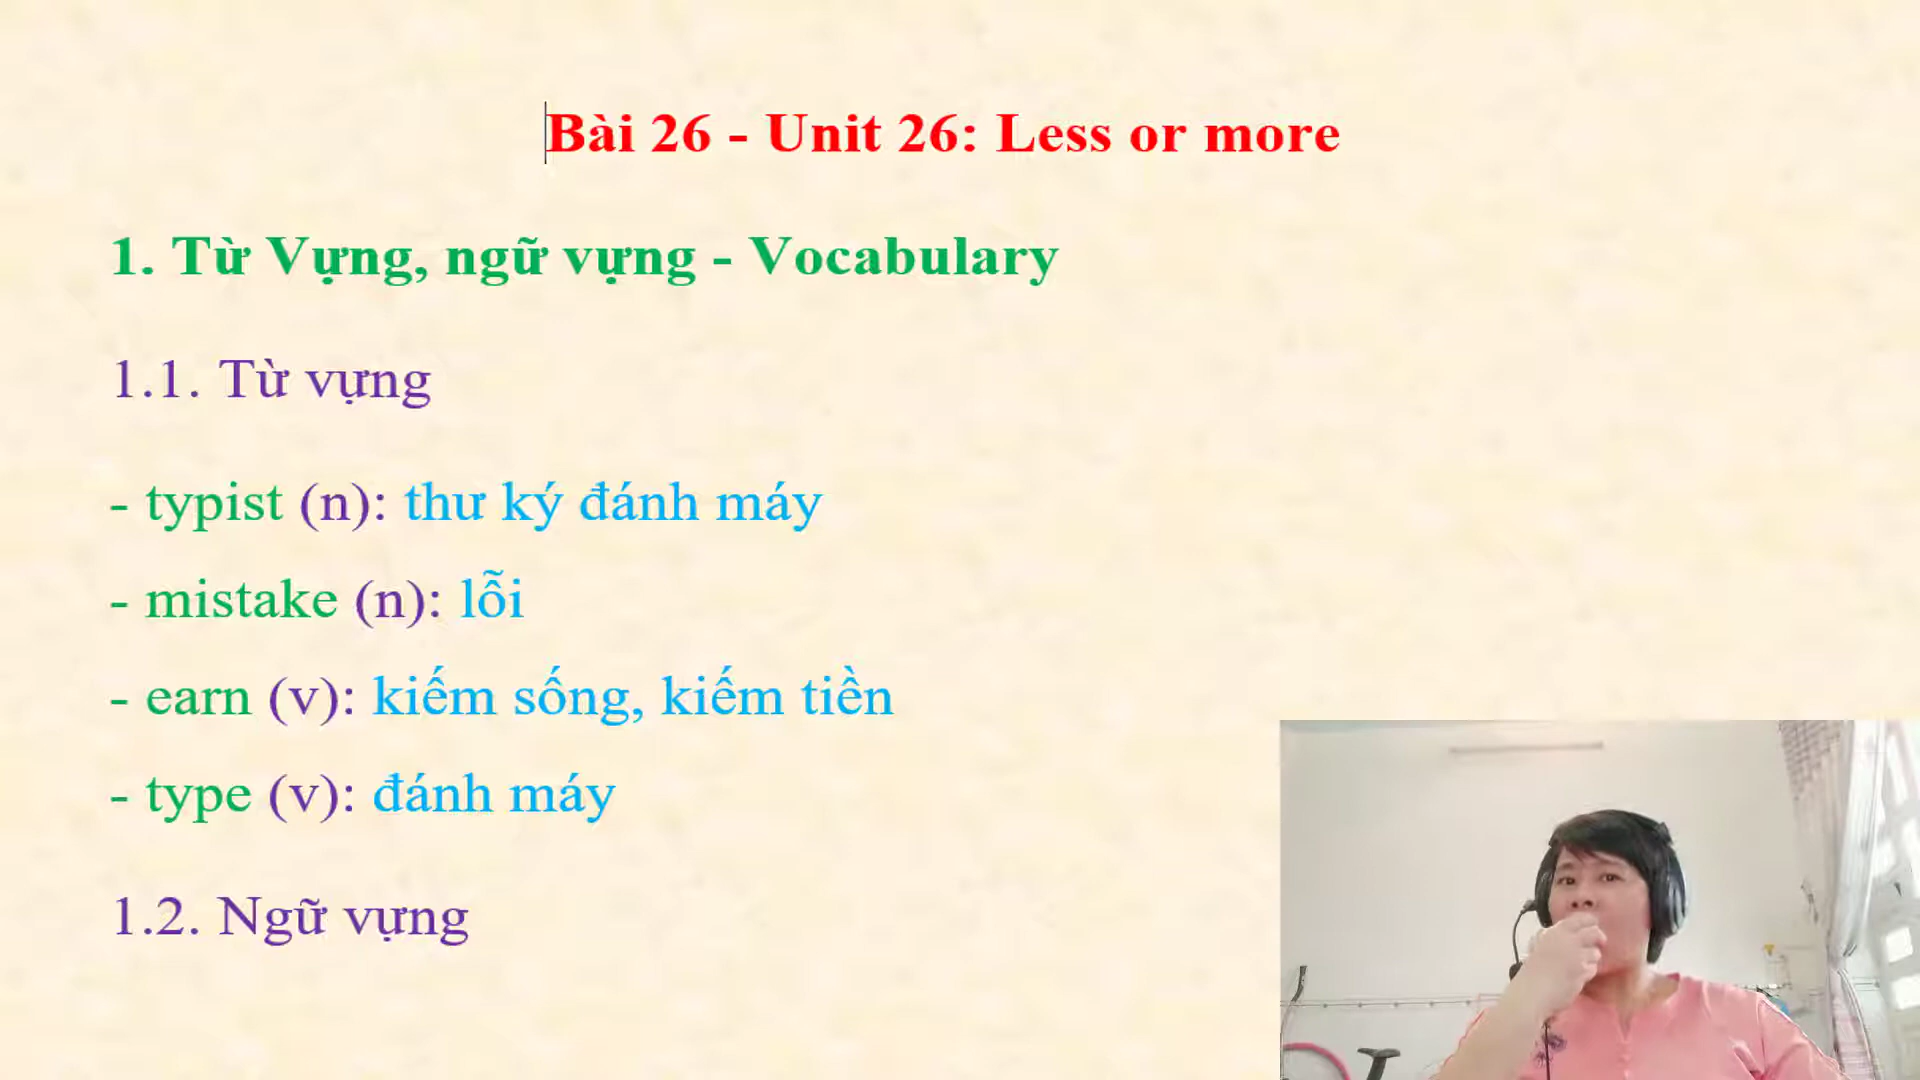 Bài 26 - Unit 26: Less or more
1. Từ Vựng, ngữ vựng - Vocabulary
1.1. Từ vựng
- typist (n): thư ký đánh máy
- mistake (n): lỗi
- earn (v): kiếm sống, kiếm tiền
- type (v): đánh máy
1.2. Ngữ vựng